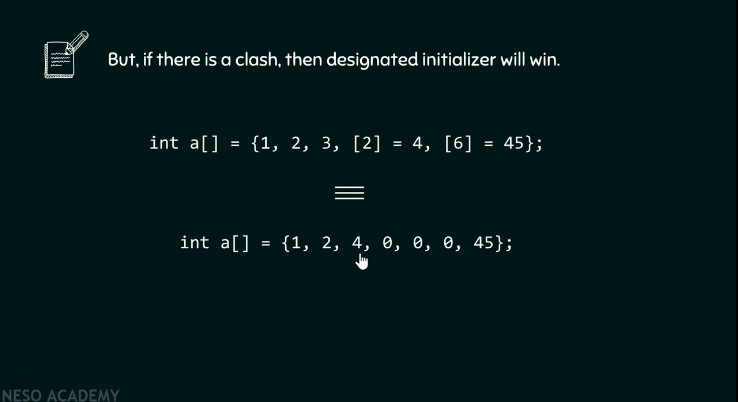 But, if there is a clash, then designated initializer will win.
int a[] = {1, 2, 3, [2] = 4, [6] = 45};
int a[] = {1, 2, 4, 0, 0, 0, 45};
NESO ACADEMY